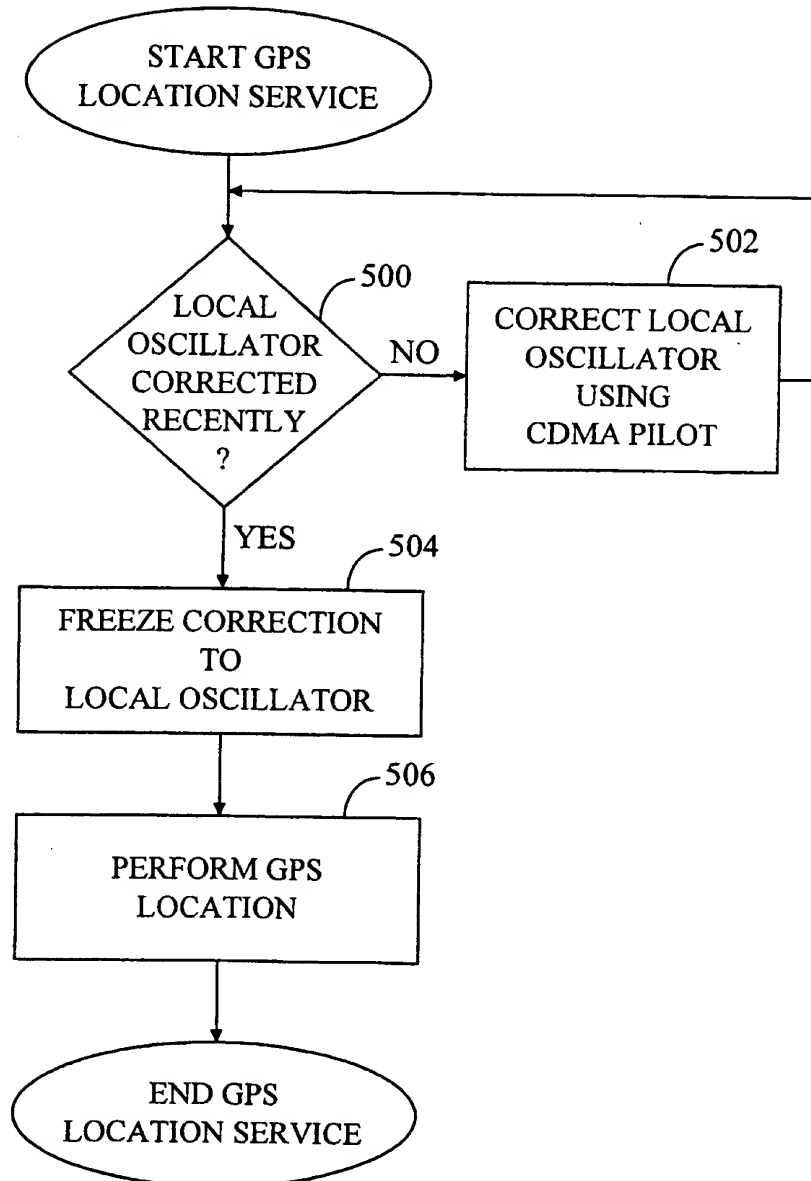 START GPS
LOCATION SERVICE
500
LOCAL
OSCILLATOR
CORRECTED
RECENTLY
?
NO
502
CORRECT LOCAL
OSCILLATOR
USING
CDMA PILOT
YES
504
FREEZE CORRECTION
TO
LOCAL OSCILLATOR
506
PERFORM GPS
LOCATION
END GPS
LOCATION SERVICE